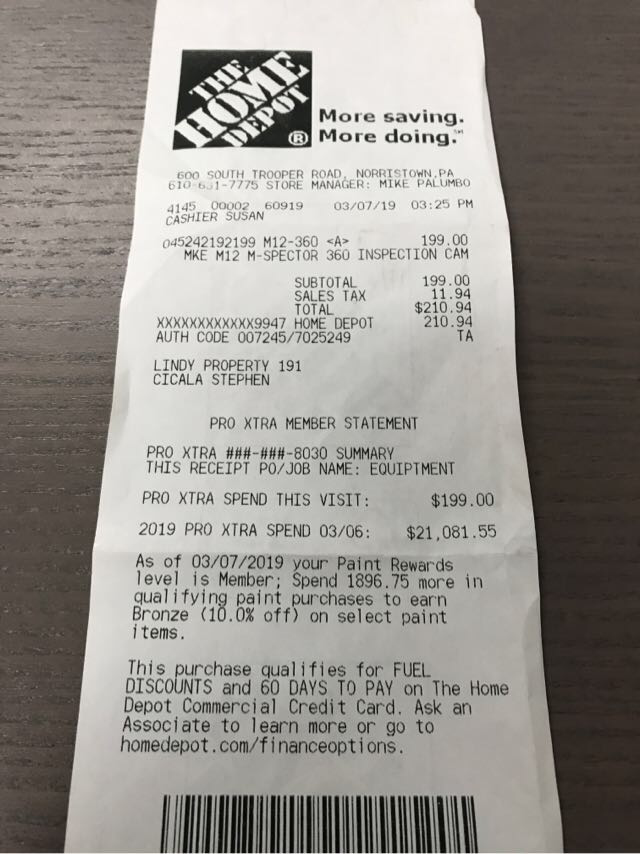 THE
HOME
DEPOT
®
More saving.
More doing.℠
600 SOUTH TROOPER ROAD, NORRISTOWN,PA
610-631-7775 STORE MANAGER: MIKE PALUMBO
4145 00002 60919 03/07/19 03:25 PM
CASHIER SUSAN
045242192199 M12-360 <A> 199.00
MKE M12 M-SPECTOR 360 INSPECTION CAM
SUBTOTAL 199.00
SALES TAX 11.94
TOTAL $210.94
XXXXXXXXXXXX9947 HOME DEPOT 210.94
AUTH CODE 007245/7025249 TA
LINDY PROPERTY 191
CICALA STEPHEN
PRO XTRA MEMBER STATEMENT
PRO XTRA ###-###-8030 SUMMARY
THIS RECEIPT PO/JOB NAME: EQUIPTMENT
PRO XTRA SPEND THIS VISIT: $199.00
2019 PRO XTRA SPEND 03/06: $21,081.55
As of 03/07/2019 your Paint Rewards
level is Member; Spend 1896.75 more in
qualifying paint purchases to earn
Bronze (10.0% off) on select paint
items.
This purchase qualifies for FUEL
DISCOUNTS and 60 DAYS TO PAY on The Home
Depot Commercial Credit Card. Ask an
Associate to learn more or go to
homedepot.com/financeoptions.